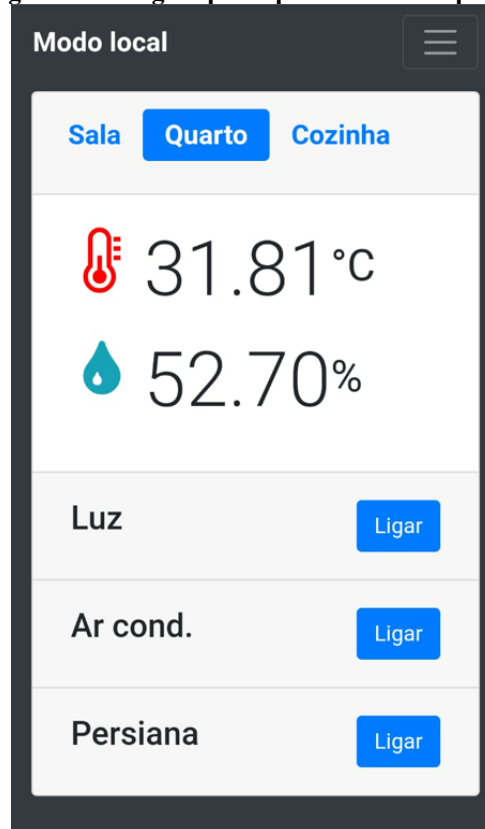 Modo local
Sala Quarto Cozinha
31.81°C
52.70%
Luz Ligar
Ar cond. Ligar
Persiana Ligar